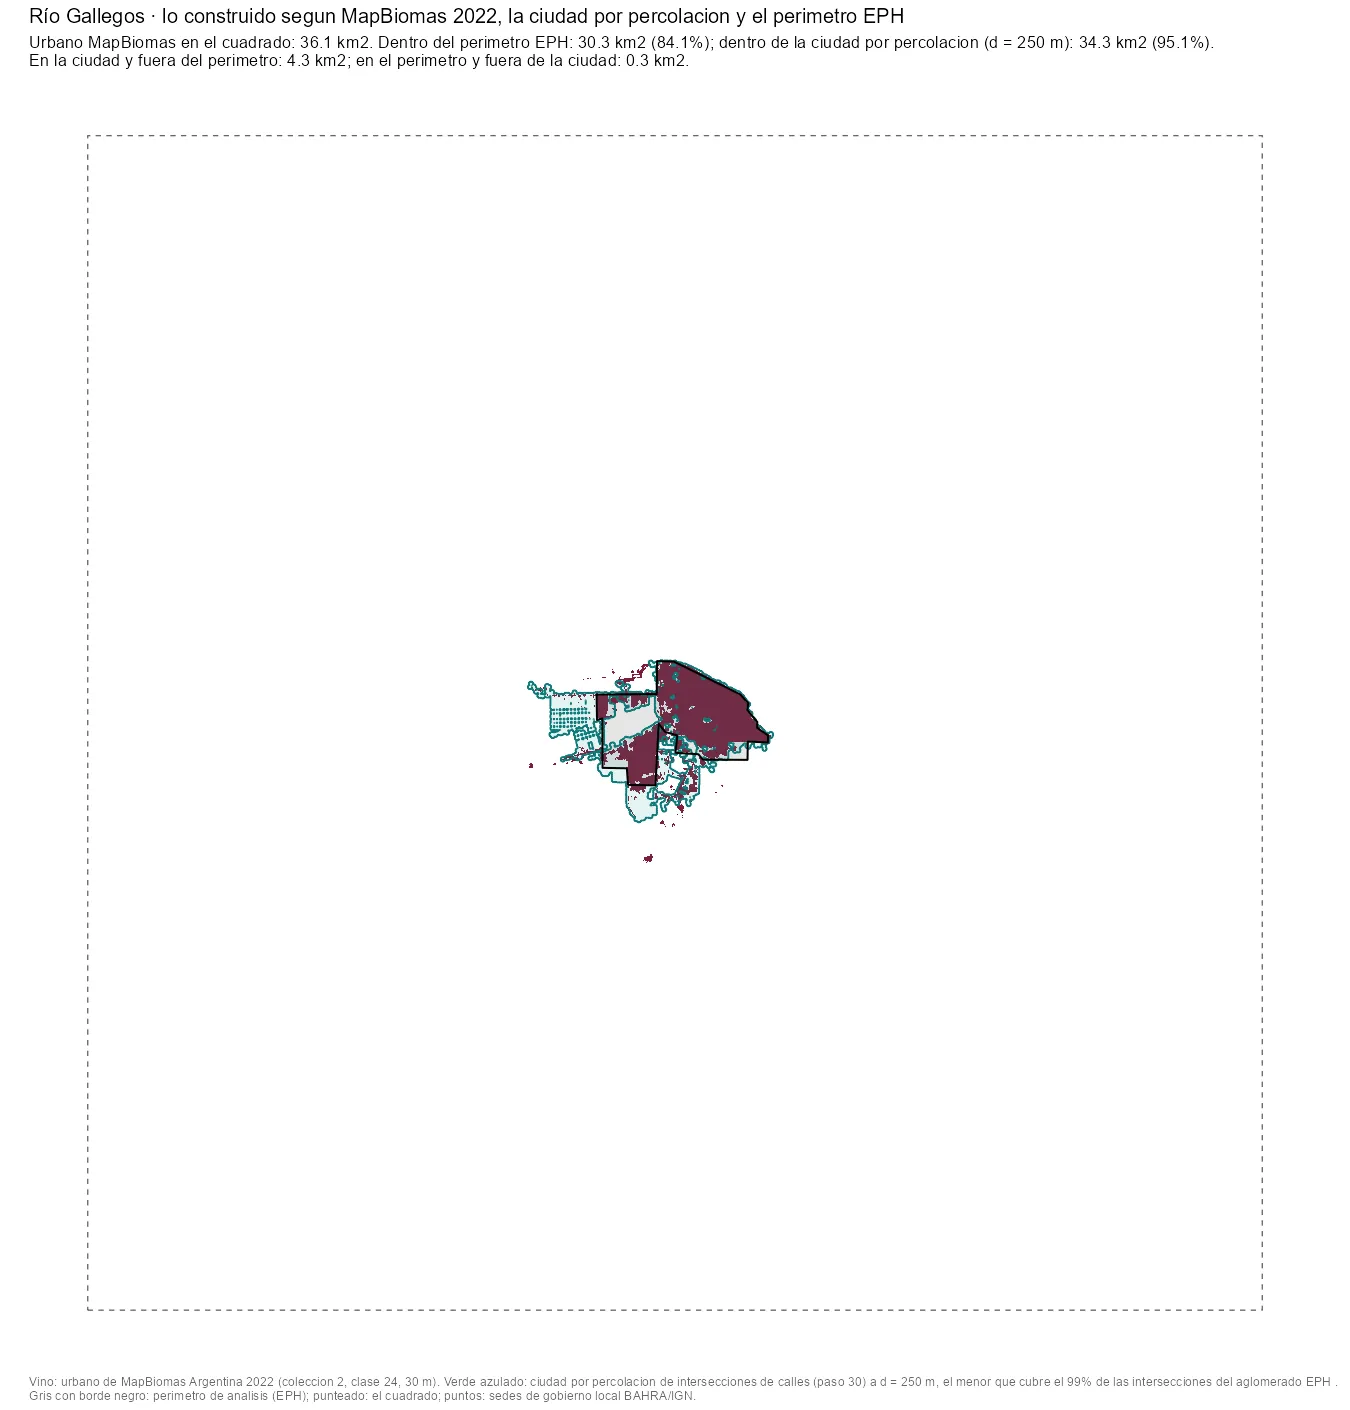 Río Gallegos · lo construido segun MapBiomas 2022, la ciudad por percolacion y el perimetro EPH
Urbano MapBiomas en el cuadrado: 36.1 km2. Dentro del perimetro EPH: 30.3 km2 (84.1%); dentro de la ciudad por percolacion (d = 250 m): 34.3 km2 (95.1%).
En la ciudad y fuera del perimetro: 4.3 km2; en el perimetro y fuera de la ciudad: 0.3 km2.
Vino: urbano de MapBiomas Argentina 2022 (coleccion 2, clase 24, 30 m). Verde azulado: ciudad por percolacion de intersecciones de calles (paso 30) a d = 250 m, el menor que cubre el 99% de las intersecciones del aglomerado EPH .
Gris con borde negro: perimetro de analisis (EPH); punteado: el cuadrado; puntos: sedes de gobierno local BAHRA/IGN.